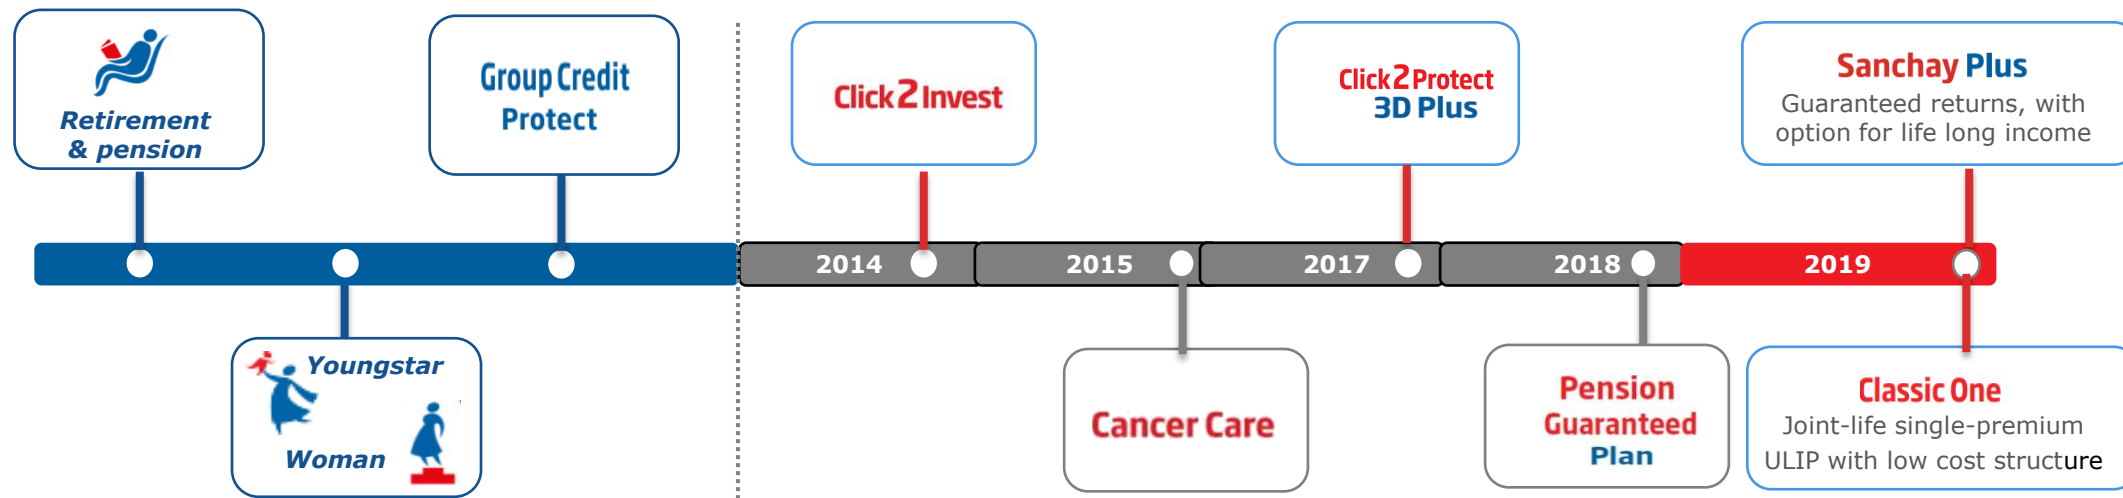 Retirement
& pension
Group Credit
Protect
Click2Invest
Click2Protect
3D Plus
Sanchay Plus
Guaranteed returns, with
option for life long income
2014
2015
2017
2018
2019
Youngstar
Woman
Cancer Care
Pension
Guaranteed
Plan
Classic One
Joint-life single-premium
ULIP with low cost structure